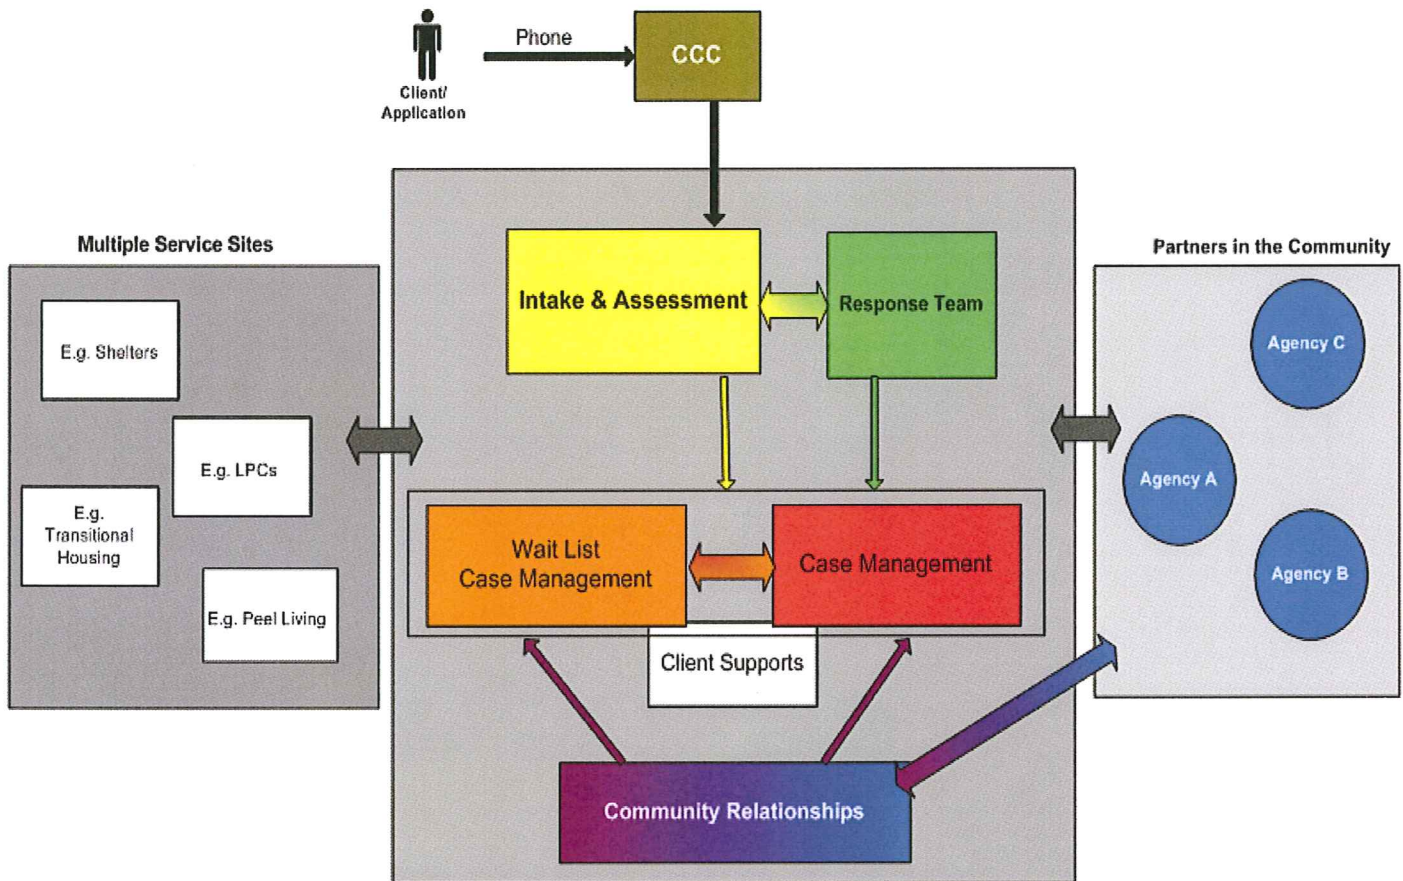 Phone
CCC
Client/
Application
Multiple Service Sites
Partners in the Community
Intake & Assessment
Response Team
E.g. Shelters
E.g. LPCs
E.g.
Transitional
Housing
E.g. Peel Living
Agency C
Agency A
Agency B
Wait List
Case Management
Case Management
Client Supports
Community Relationships